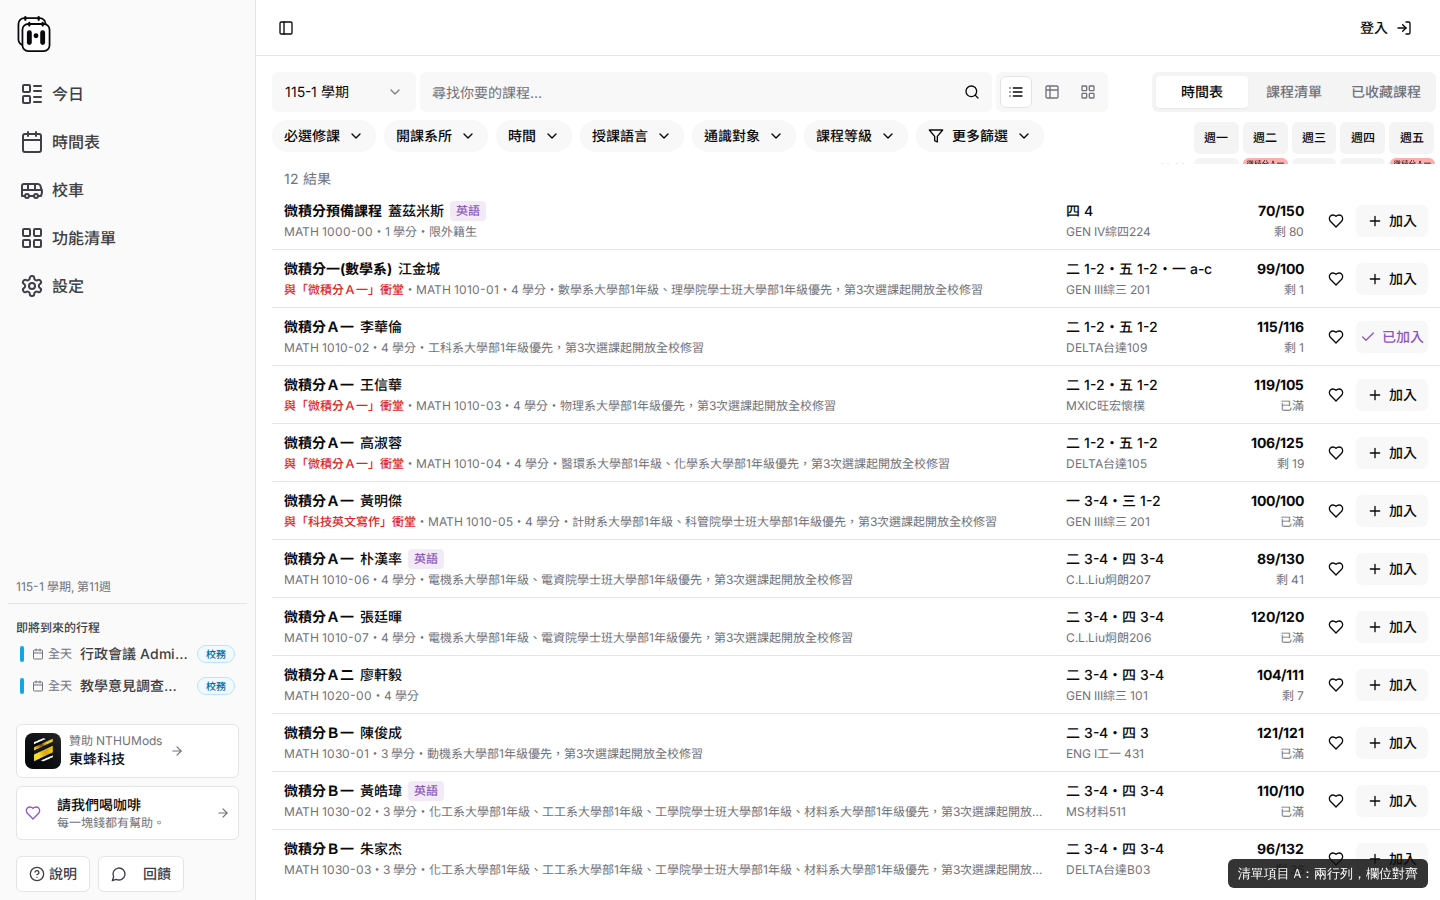 登入
今日
時間表
校車
功能清單
設定
115-1 學期, 第11週
即將到來的行程
全天 行政會議 Admi... 校務
全天 教學意見調查... 校務
贊助 NTHUMods
東蜂科技
請我們喝咖啡
每一塊錢都有幫助。
說明 回饋
115-1 學期 尋找你要的課程...
必選修課 開課系所 時間 授課語言 通識對象 課程等級 更多篩選
時間表 課程清單 已收藏課程
週一 週二 週三 週四 週五
12 結果
微積分預備課程 蓋茲米斯 英語 四 4 70/150 加入
MATH 1000-00・1 學分・限外籍生 GEN IV綜四224 剩 80
微積分一(數學系) 江金城 二 1-2・五 1-2・一 a-c 99/100 加入
與「微積分A一」衝堂・MATH 1010-01・4 學分・數學系大學部1年級、理學院學士班大學部1年級優先，第3次選課起開放全校修習 GEN III綜三 201 剩 1
微積分A一 李華倫 二 1-2・五 1-2 115/116 已加入
MATH 1010-02・4 學分・工科系大學部1年級優先，第3次選課起開放全校修習 DELTA台達109 剩 1
微積分A一 王信華 二 1-2・五 1-2 119/105 加入
與「微積分A一」衝堂・MATH 1010-03・4 學分・物理系大學部1年級優先，第3次選課起開放全校修習 MXIC旺宏懷樸 已滿
微積分A一 高淑蓉 二 1-2・五 1-2 106/125 加入
與「微積分A一」衝堂・MATH 1010-04・4 學分・醫環系大學部1年級、化學系大學部1年級優先，第3次選課起開放全校修習 DELTA台達105 剩 19
微積分A一 黃明傑 一 3-4・三 1-2 100/100 加入
與「科技英文寫作」衝堂・MATH 1010-05・4 學分・計財系大學部1年級、科管院學士班大學部1年級優先，第3次選課起開放全校修習 GEN III綜三 201 已滿
微積分A一 朴漢率 英語 二 3-4・四 3-4 89/130 加入
MATH 1010-06・4 學分・電機系大學部1年級、電資院學士班大學部1年級優先，第3次選課起開放全校修習 C.L.Liu炯朗207 剩 41
微積分A一 張廷暉 二 3-4・四 3-4 120/120 加入
MATH 1010-07・4 學分・電機系大學部1年級、電資院學士班大學部1年級優先，第3次選課起開放全校修習 C.L.Liu炯朗206 已滿
微積分A二 廖軒毅 二 3-4・四 3-4 104/111 加入
MATH 1020-00・4 學分 GEN III綜三 101 剩 7
微積分B一 陳俊成 二 3-4・四 3 121/121 加入
MATH 1030-01・3 學分・動機系大學部1年級優先，第3次選課起開放全校修習 ENG I工一 431 已滿
微積分B一 黃皓瑋 英語 二 3-4・四 3-4 110/110 加入
MATH 1030-02・3 學分・化工系大學部1年級、工工系大學部1年級、工學院學士班大學部1年級、材料系大學部1年級優先，第3次選課起開放... MS材料511 已滿
微積分B一 朱家杰 二 3-4・四 3-4 96/132 加入
MATH 1030-03・3 學分・化工系大學部1年級、工工系大學部1年級、工學院學士班大學部1年級、材料系大學部1年級優先，第3次選課起開放... DELTA台達B03
清單項目 A：兩行列，欄位對齊